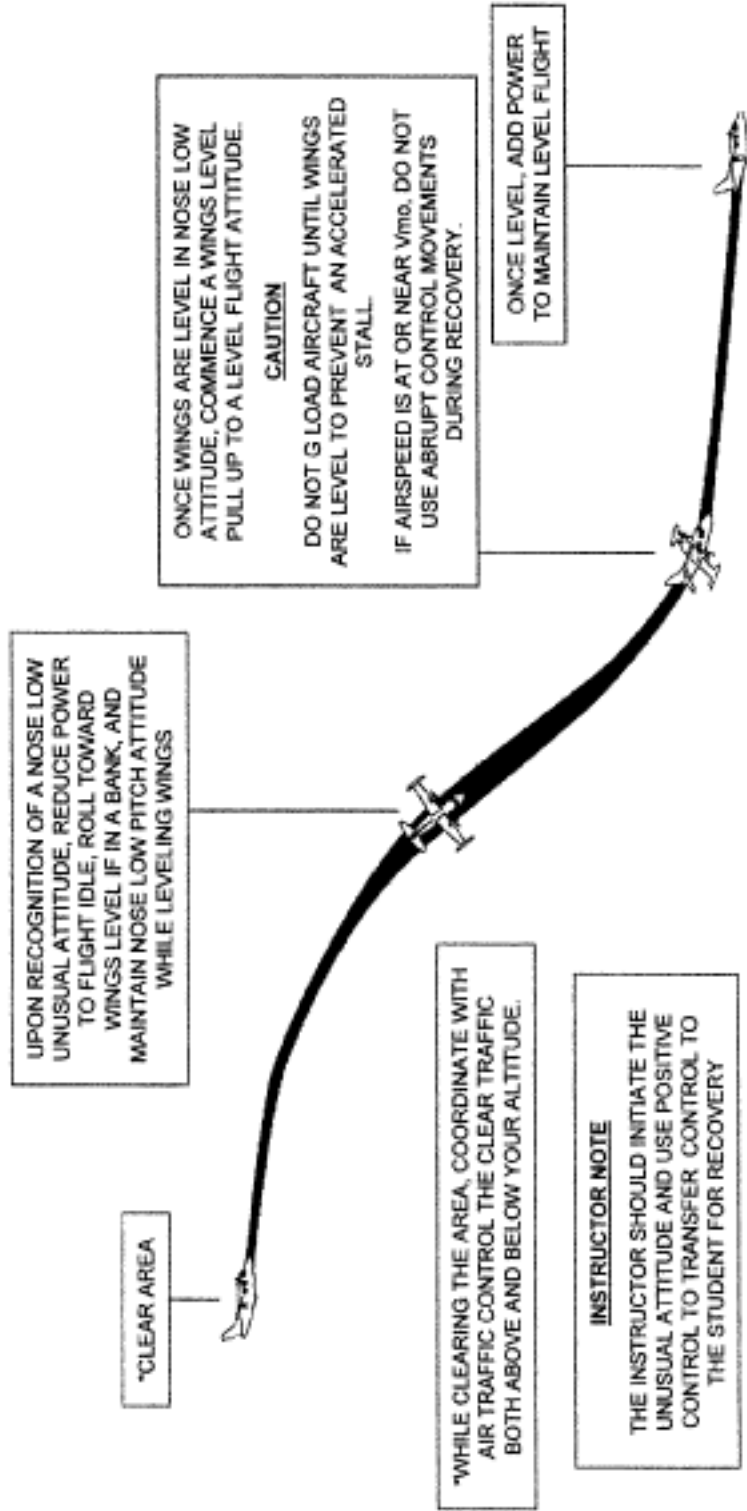 *CLEAR AREA
UPON RECOGNITION OF A NOSE LOW
UNUSUAL ATTITUDE, REDUCE POWER
TO FLIGHT IDLE, ROLL TOWARD
WINGS LEVEL IF IN A BANK, AND
MAINTAIN NOSE LOW PITCH ATTITUDE
WHILE LEVELING WINGS
ONCE WINGS ARE LEVEL IN NOSE LOW
ATTITUDE, COMMENCE A WINGS LEVEL
PULL UP TO A LEVEL FLIGHT ATTITUDE.
CAUTION
DO NOT G LOAD AIRCRAFT UNTIL WINGS
ARE LEVEL TO PREVENT AN ACCELERATED
STALL.
IF AIRSPEED IS AT OR NEAR Vmo, DO NOT
USE ABRUPT CONTROL MOVEMENTS
DURING RECOVERY.
ONCE LEVEL, ADD POWER
TO MAINTAIN LEVEL FLIGHT
*WHILE CLEARING THE AREA, COORDINATE WITH
AIR TRAFFIC CONTROL THE CLEAR TRAFFIC
BOTH ABOVE AND BELOW YOUR ALTITUDE.
INSTRUCTOR NOTE
THE INSTRUCTOR SHOULD INITIATE THE
UNUSUAL ATTITUDE AND USE POSITIVE
CONTROL TO TRANSFER CONTROL TO
THE STUDENT FOR RECOVERY